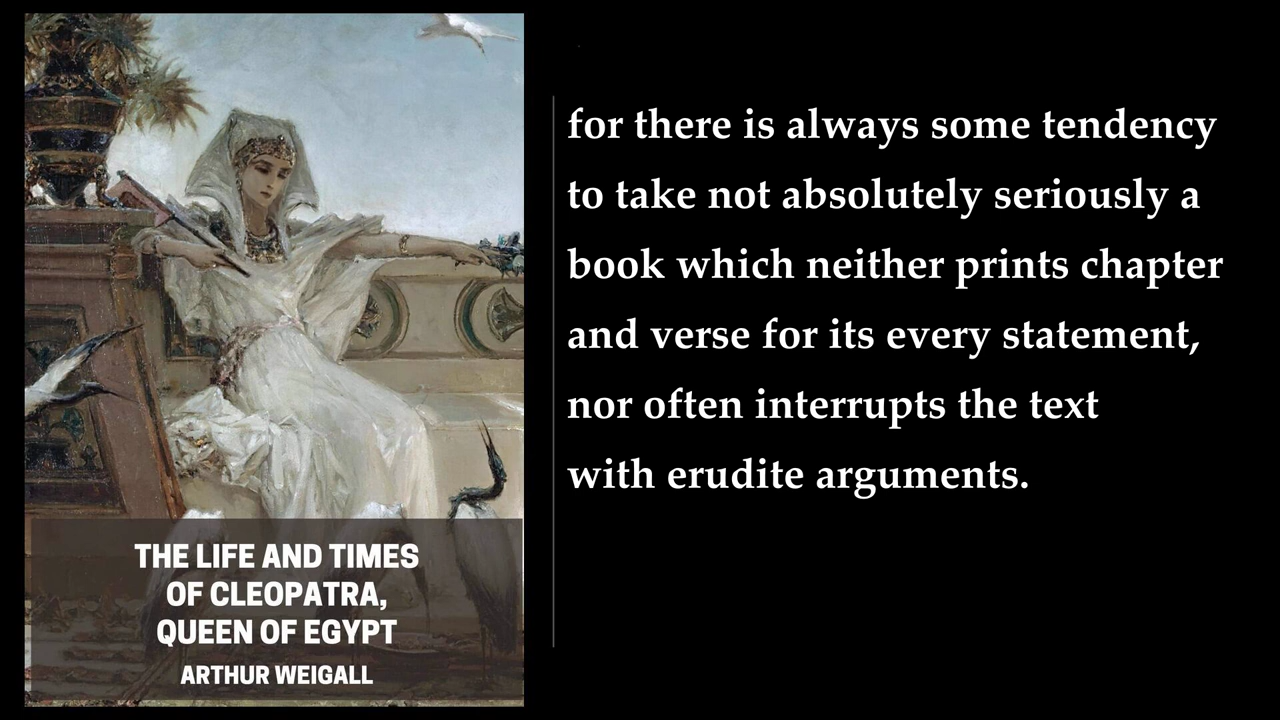 THE LIFE AND TIMES
OF CLEOPATRA,
QUEEN OF EGYPT
ARTHUR WEIGALL
for there is always some tendency
to take not absolutely seriously a
book which neither prints chapter
and verse for its every statement,
nor often interrupts the text
with erudite arguments.